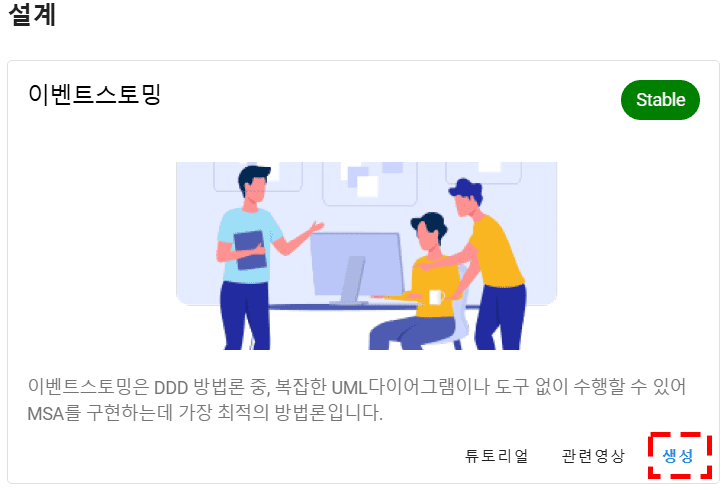 설계
이벤트스토밍
Stable
이벤트스토밍은 DDD 방법론 중, 복잡한 UML다이어그램이나 도구 없이 수행할 수 있어
MSA를 구현하는데 가장 최적의 방법론입니다.
튜토리얼 관련영상 생성